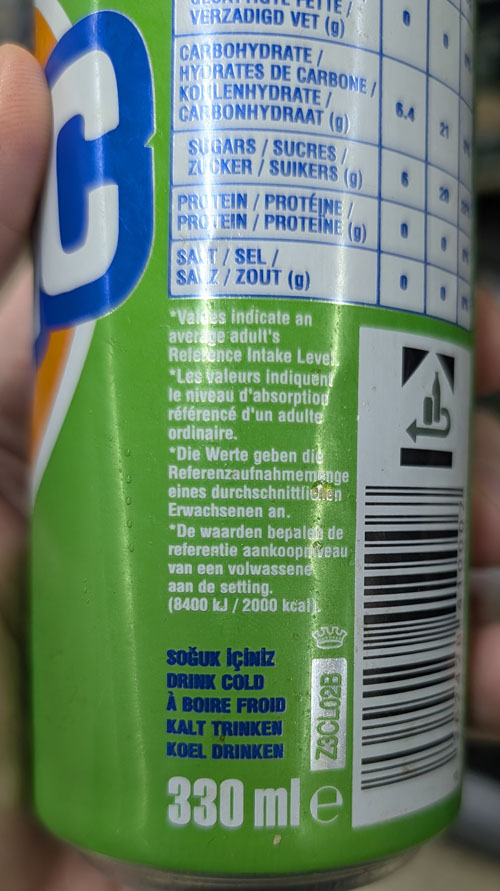 C
VERZADIGD VET (g) 0 0
CARBOHYDRATE /
HYDRATES DE CARBONE /
KOHLENHYDRATE /
CARBONHYDRAAT (g) 6.4 21
SUGARS / SUCRES /
ZUCKER / SUIKERS (g) 6 29
PROTEIN / PROTÉINE /
PROTEIN / PROTEÏNE (g) 0 0
SALT / SEL /
SALZ / ZOUT (g) 0 0
*Values indicate an
average adult's
Reference Intake Level.
*Les valeurs indiquent
le niveau d'absorption
référencé d'un adulte
ordinaire.
*Die Werte geben die
Referenzaufnahmemenge
eines durchschnittlichen
Erwachsenen an.
*De waarden bepalen de
referentie aankoopniveau
van een volwassene
aan de setting.
(8400 kJ / 2000 kcal)
SOĞUK İÇİNİZ
DRINK COLD
À BOIRE FROID
KALT TRINKEN
KOEL DRINKEN
Z3CL02B
330 ml e